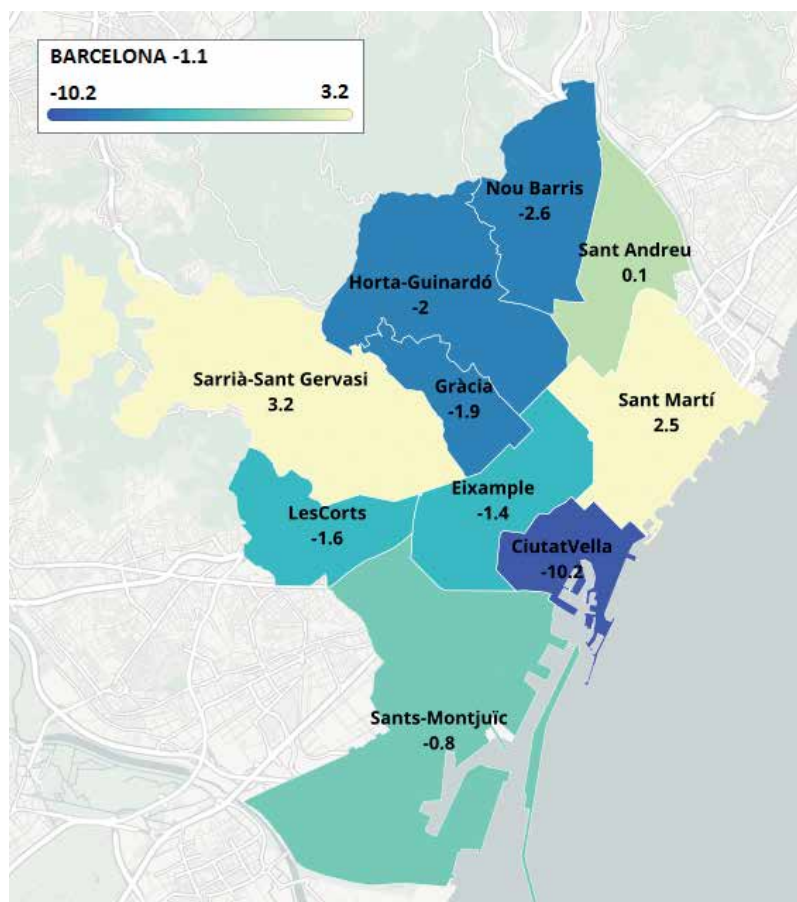 BARCELONA -1.1
-10.2 3.2
Nou Barris
-2.6
Sant Andreu
0.1
Horta-Guinardó
-2
Sarrià-Sant Gervasi
3.2
Gràcia
-1.9
Sant Martí
2.5
Eixample
-1.4
LesCorts
-1.6
CiutatVella
-10.2
Sants-Montjuïc
-0.8